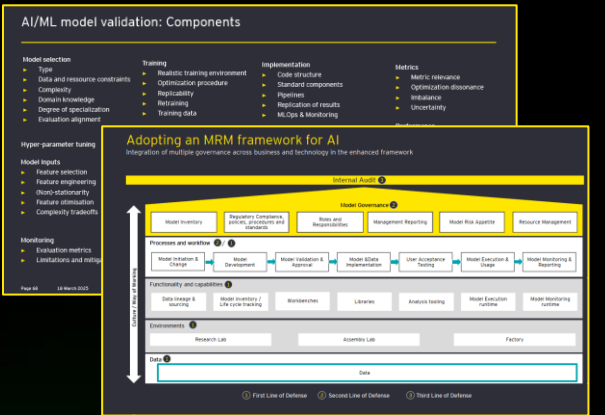 AI/ML model validation: Components
Model selection
► Type
► Data and ressource constraints
► Complexity
► Domain knowledge
► Degree of specialization
► Evaluation alignment
Hyper-parameter tuning
Model Inputs
► Feature selection
► Feature engineering
► (Non)-stationarity
► Feature otimisation
► Complexity tradeoffs
Monitoring
► Evaluation metrics
► Limitations and mitiga
Training
► Realistic training environment
► Optimization procedure
► Replicability
► Retraining
► Training data
Implementation
► Code structure
► Standard components
► Pipelines
► Replication of results
► MLOps & Monitoring
Metrics
► Metric relevance
► Optimization dissonance
► Imbalance
► Uncertainty
Page 68 18 March 2025
Adopting an MRM framework for AI
Integration of multiple governance across business and technology in the enhanced framework
Internal Audit 3
Model Governance 2
Model Inventory
Regulatory Compliance,
policies, procedures and
standards
Roles and
Responsibilities
Management Reporting
Model Risk Appetite
Resource Management
Culture / Way of Working
Processes and workflow 2 / 1
Model Initiation &
Change
Model
Development
Model Validation &
Approval
Model &Data
Implementation
User Acceptance
Testing
Model Execution &
Usage
Model Monitoring &
Reporting
Functionality and capabilities 1
Data lineage &
sourcing
Model inventory /
Life cycle tracking
Workbenches
Libraries
Analysis tooling
Model Execution
runtime
Model Monitoring
runtime
Environments 1
Research Lab
Assembly Lab
Factory
Data 1
Data
1 First Line of Defense
2 Second Line of Defense
3 Third Line of Defense